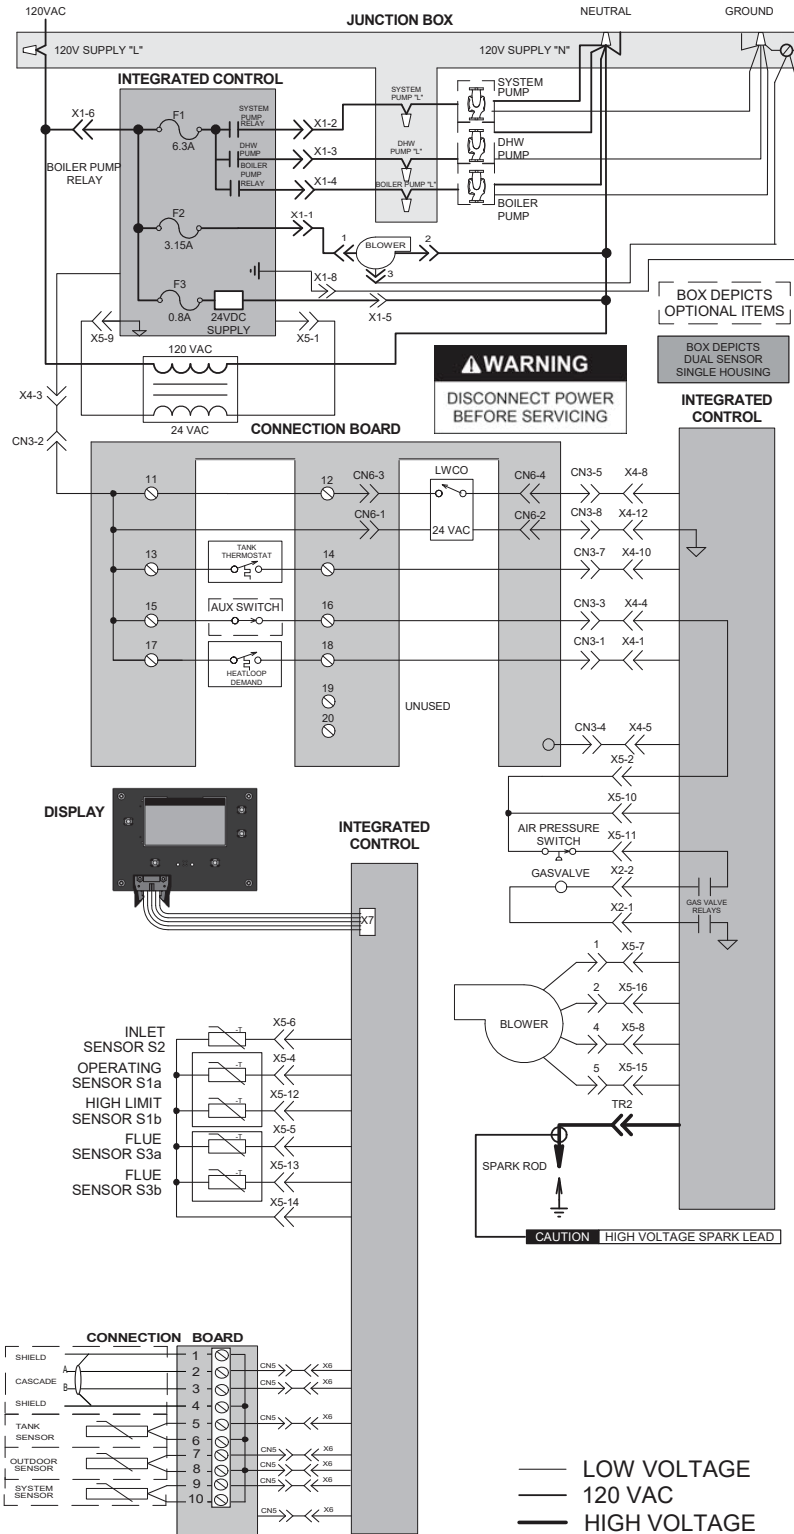 120VAC
JUNCTION BOX
NEUTRAL
GROUND
120V SUPPLY "L"
120V SUPPLY "N"
INTEGRATED CONTROL
X1-6
F1
6.3A
SYSTEM
PUMP
RELAY
DHW
PUMP
BOILER
PUMP
RELAY
X1-2
X1-3
X1-4
SYSTEM
PUMP "L"
DHW
PUMP "L"
BOILER PUMP "L"
SYSTEM
PUMP
DHW
PUMP
BOILER
PUMP
BOILER PUMP
RELAY
F2
3.15A
X1-1
1
BLOWER
2
3
X1-8
F3
0.8A
24VDC
SUPPLY
X1-5
X5-9
X5-1
120 VAC
24 VAC
BOX DEPICTS
OPTIONAL ITEMS
BOX DEPICTS
DUAL SENSOR
SINGLE HOUSING
WARNING
DISCONNECT POWER
BEFORE SERVICING
X4-3
CN3-2
CONNECTION BOARD
INTEGRATED
CONTROL
11
12
CN6-3
LWCO
CN6-4
CN3-5
X4-8
CN6-1
24 VAC
CN6-2
CN3-8
X4-12
13
TANK
THERMOSTAT
14
CN3-7
X4-10
15
AUX SWITCH
16
CN3-3
X4-4
17
HEATLOOP
DEMAND
18
CN3-1
X4-1
19
20
UNUSED
CN3-4
X4-5
X5-2
X5-10
AIR PRESSURE
SWITCH
X5-11
GASVALVE
X2-2
X2-1
GAS VALVE
RELAYS
DISPLAY
INTEGRATED
CONTROL
X7
BLOWER
1
X5-7
2
X5-16
4
X5-8
5
X5-15
TR2
SPARK ROD
CAUTION
HIGH VOLTAGE SPARK LEAD
INLET
SENSOR S2
-T
X5-6
OPERATING
SENSOR S1a
-T
X5-4
HIGH LIMIT
SENSOR S1b
-T
X5-12
FLUE
SENSOR S3a
-T
X5-5
FLUE
SENSOR S3b
-T
X5-13
X5-14
CONNECTION BOARD
SHIELD
1
A
2
CN5
X6
CASCADE
B
3
CN5
X6
SHIELD
4
TANK
SENSOR
5
CN5
X6
6
OUTDOOR
SENSOR
7
CN5
X6
8
CN5
X6
SYSTEM
SENSOR
9
CN5
X6
10
CN5
X6
LOW VOLTAGE
120 VAC
HIGH VOLTAGE